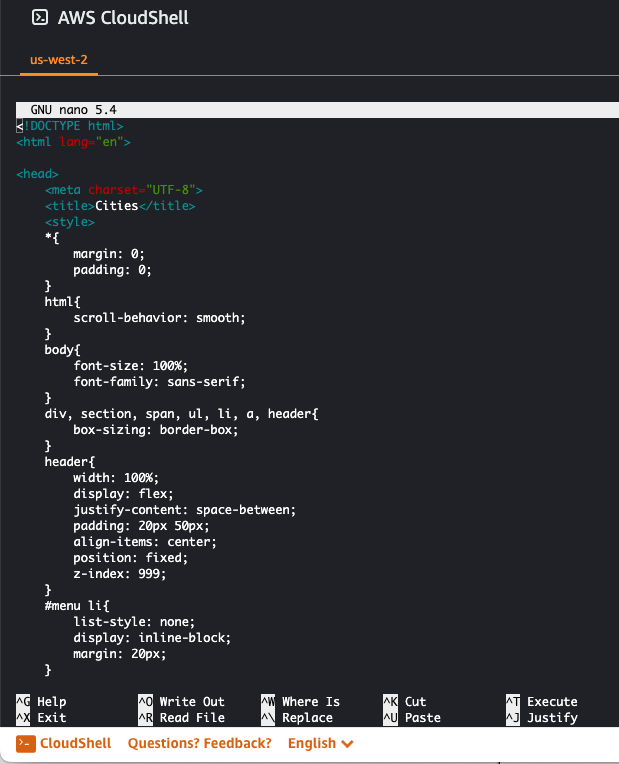 AWS CloudShell
us-west-2
GNU nano 5.4
<!DOCTYPE html>
<html lang="en">
<head>
    <meta charset="UTF-8">
    <title>Cities</title>
    <style>
    *{
        margin: 0;
        padding: 0;
    }
    html{
        scroll-behavior: smooth;
    }
    body{
        font-size: 100%;
        font-family: sans-serif;
    }
    div, section, span, ul, li, a, header{
        box-sizing: border-box;
    }
    header{
        width: 100%;
        display: flex;
        justify-content: space-between;
        padding: 20px 50px;
        align-items: center;
        position: fixed;
        z-index: 999;
    }
    #menu li{
        list-style: none;
        display: inline-block;
        margin: 20px;
    }
^G Help ^O Write Out ^W Where Is ^K Cut ^T Execute
^X Exit ^R Read File ^\ Replace ^U Paste ^J Justify
CloudShell Questions? Feedback? English